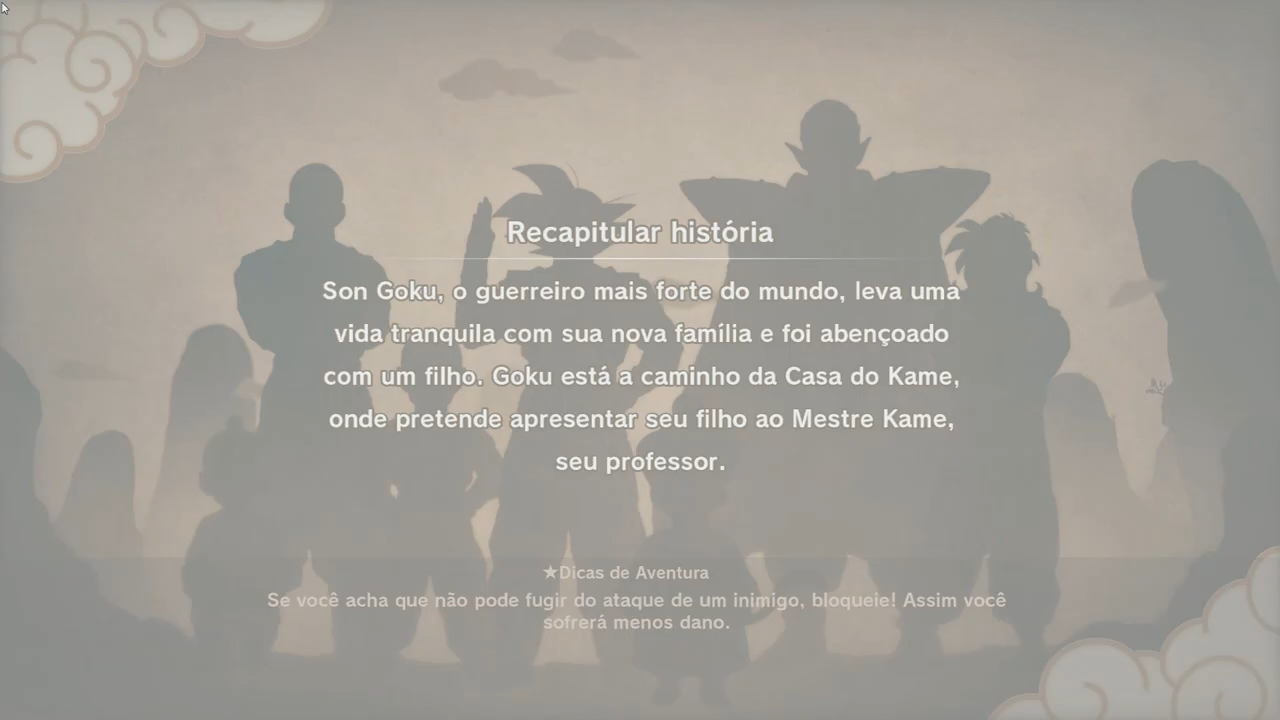 Recapitular história
Son Goku, o guerreiro mais forte do mundo, leva uma
vida tranquila com sua nova família e foi abençoado
com um filho. Goku está a caminho da Casa do Kame,
onde pretende apresentar seu filho ao Mestre Kame,
seu professor.
★Dicas de Aventura
Se você acha que não pode fugir do ataque de um inimigo, bloqueie! Assim você
sofrerá menos dano.